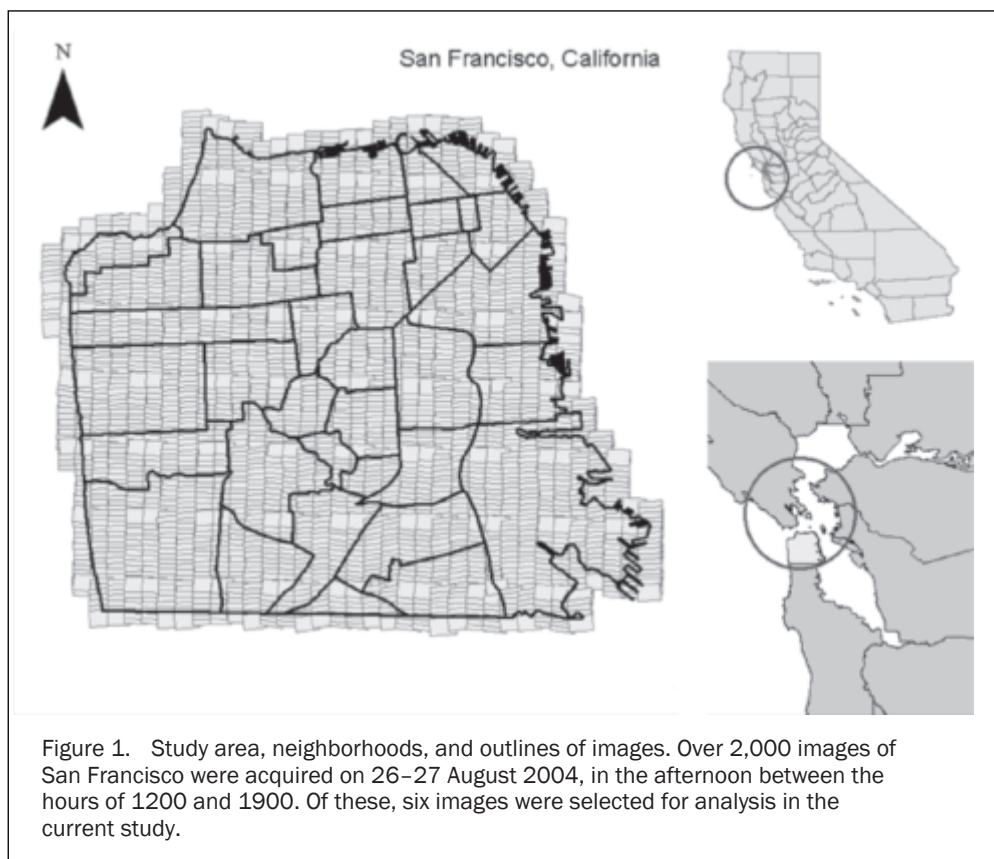 N
San Francisco, California
Figure 1. Study area, neighborhoods, and outlines of images. Over 2,000 images of
San Francisco were acquired on 26–27 August 2004, in the afternoon between the
hours of 1200 and 1900. Of these, six images were selected for analysis in the
current study.